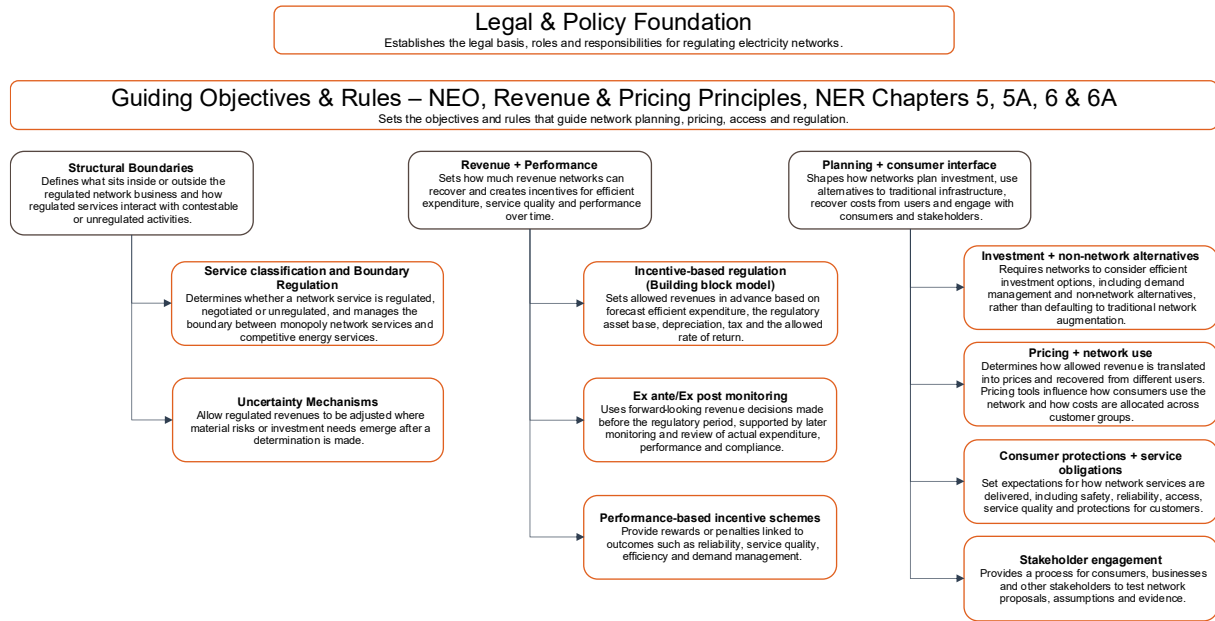 Legal & Policy Foundation
Establishes the legal basis, roles and responsibilities for regulating electricity networks.
Guiding Objectives & Rules – NEO, Revenue & Pricing Principles, NER Chapters 5, 5A, 6 & 6A
Sets the objectives and rules that guide network planning, pricing, access and regulation.
Structural Boundaries
Defines what sits inside or outside the
regulated network business and how
regulated services interact with contestable
or unregulated activities.
Service classification and Boundary
Regulation
Determines whether a network service is regulated,
negotiated or unregulated, and manages the
boundary between monopoly network services and
competitive energy services.
Uncertainty Mechanisms
Allow regulated revenues to be adjusted where
material risks or investment needs emerge after a
determination is made.
Revenue + Performance
Sets how much revenue networks can
recover and creates incentives for efficient
expenditure, service quality and performance
over time.
Incentive-based regulation
(Building block model)
Sets allowed revenues in advance based on
forecast efficient expenditure, the regulatory
asset base, depreciation, tax and the allowed
rate of return.
Ex ante/Ex post monitoring
Uses forward-looking revenue decisions made
before the regulatory period, supported by later
monitoring and review of actual expenditure,
performance and compliance.
Performance-based incentive schemes
Provide rewards or penalties linked to
outcomes such as reliability, service quality,
efficiency and demand management.
Planning + consumer interface
Shapes how networks plan investment, use
alternatives to traditional infrastructure,
recover costs from users and engage with
consumers and stakeholders.
Investment + non-network alternatives
Requires networks to consider efficient
investment options, including demand
management and non-network alternatives,
rather than defaulting to traditional network
augmentation.
Pricing + network use
Determines how allowed revenue is translated
into prices and recovered from different users.
Pricing tools influence how consumers use the
network and how costs are allocated across
customer groups.
Consumer protections + service
obligations
Set expectations for how network services are
delivered, including safety, reliability, access,
service quality and protections for customers.
Stakeholder engagement
Provides a process for consumers, businesses
and other stakeholders to test network
proposals, assumptions and evidence.